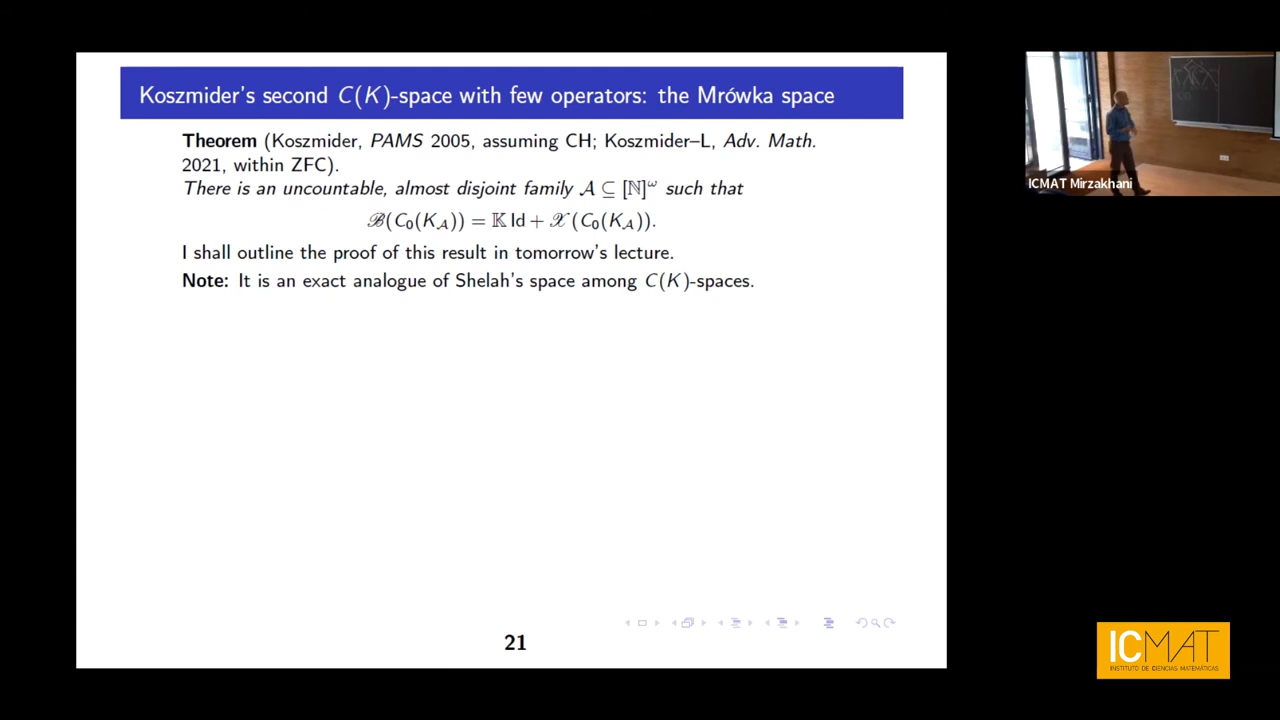 Koszmider's second C(K)-space with few operators: the Mrówka space
Theorem (Koszmider, PAMS 2005, assuming CH; Koszmider–L, Adv. Math.
2021, within ZFC).
There is an uncountable, almost disjoint family 𝒜 ⊆ [ℕ]^ω such that
ℬ(C₀(K_𝒜)) = 𝕂 Id + 𝒳(C₀(K_𝒜)).
I shall outline the proof of this result in tomorrow's lecture.
Note: It is an exact analogue of Shelah's space among C(K)-spaces.
21
ICMAT Mirzakhani
ICMAT
INSTITUTO DE CIENCIAS MATEMÁTICAS